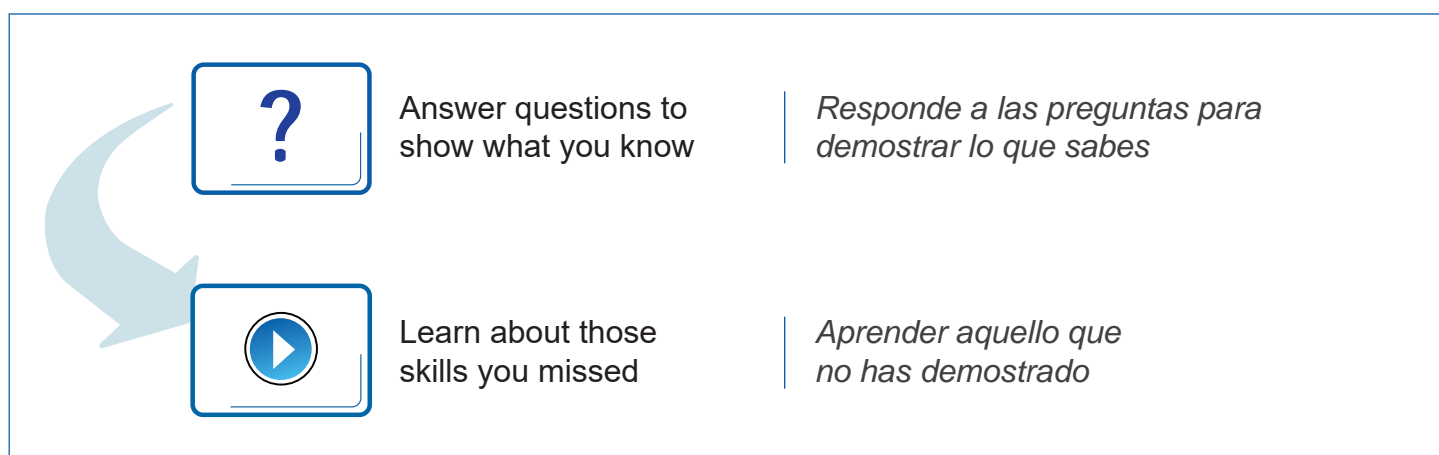 ?
Answer questions to
show what you know
Responde a las preguntas para
demostrar lo que sabes
Learn about those
skills you missed
Aprender aquello que
no has demostrado